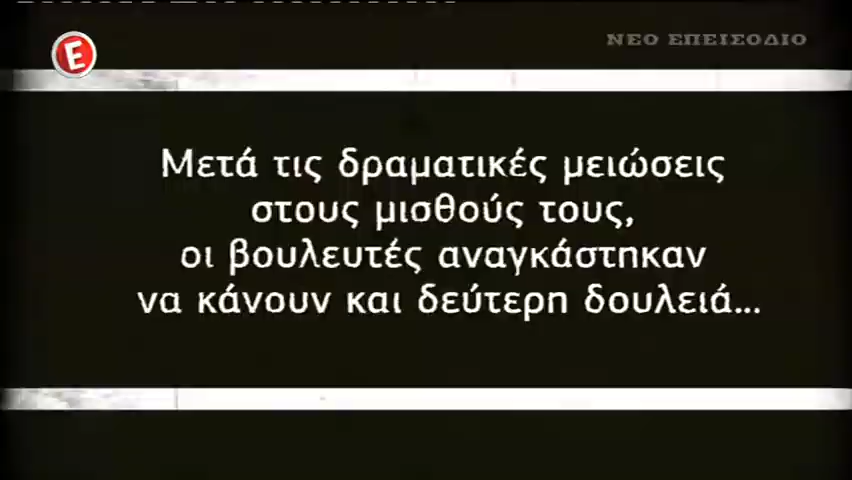 E
ΝΕΟ ΕΠΕΙΣΟΔΙΟ
Μετά τις δραματικές μειώσεις
στους μισθούς τους,
οι βουλευτές αναγκάστηκαν
να κάνουν και δεύτερη δουλειά...